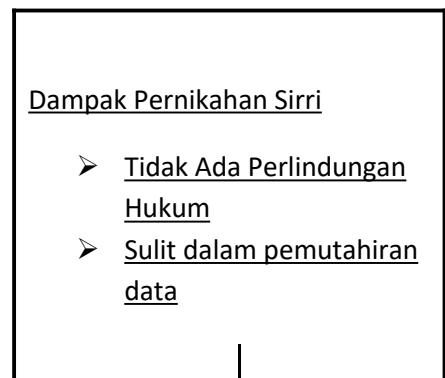 Dampak Pernikahan Sirri
➢ Tidak Ada Perlindungan
Hukum
➢ Sulit dalam pemutahiran
data